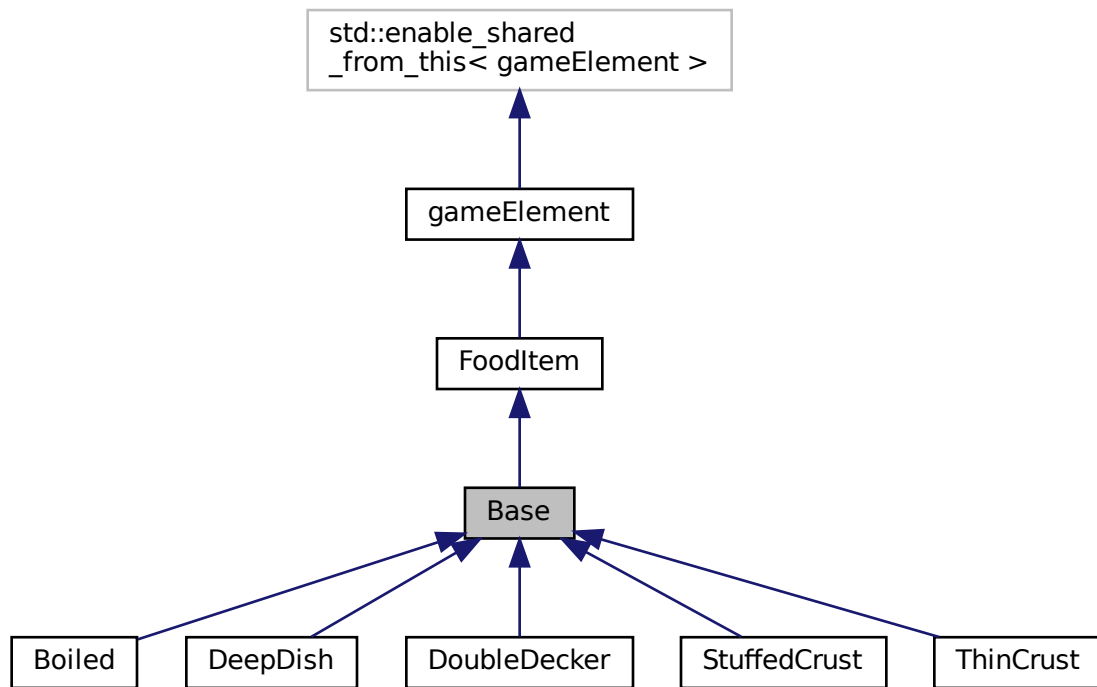 std::enable_shared
_from_this< gameElement >
gameElement
FoodItem
Base
Boiled
DeepDish
DoubleDecker
StuffedCrust
ThinCrust